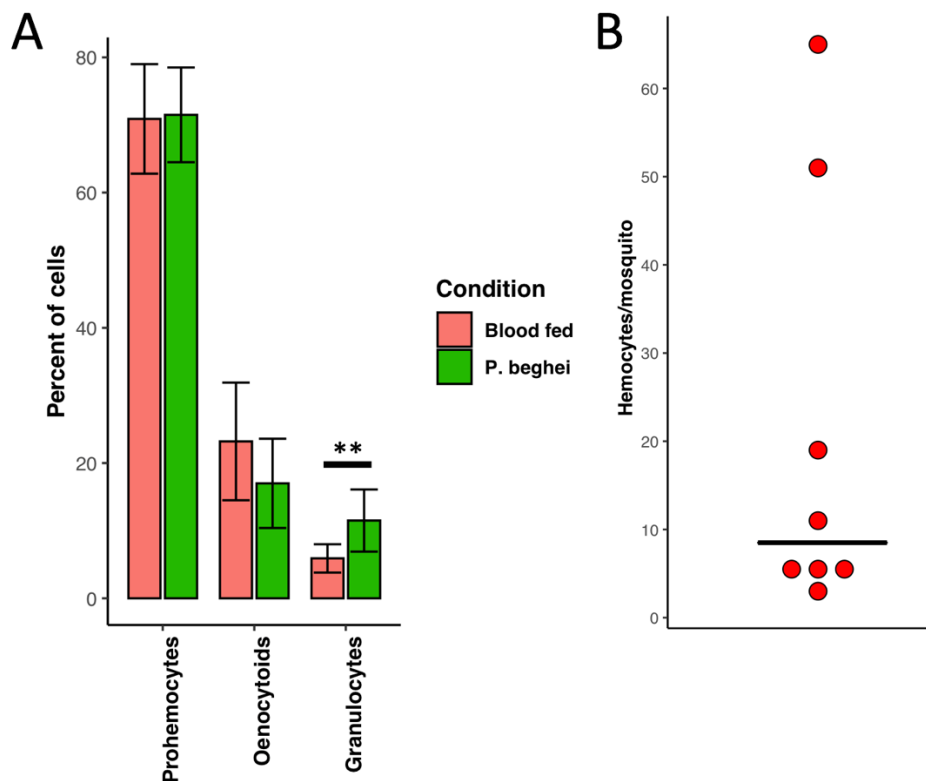 A
80
60
40
20
0
Percent of cells
**
Prohemocytes
Oenocytoids
Granulocytes
Condition
Blood fed
P. beghei
B
60
50
40
30
20
10
0
Hemocytes/mosquito